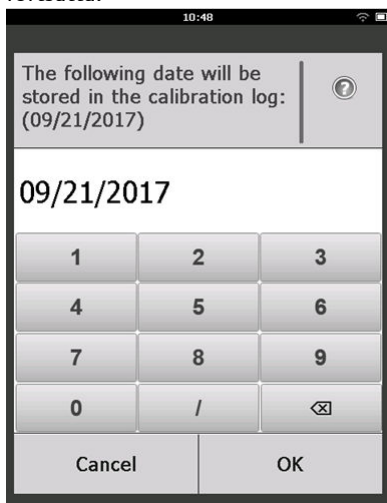 10:48
The following date will be
stored in the calibration log:
(09/21/2017)
?
09/21/2017
1 2 3
4 5 6
7 8 9
0 /
Cancel OK